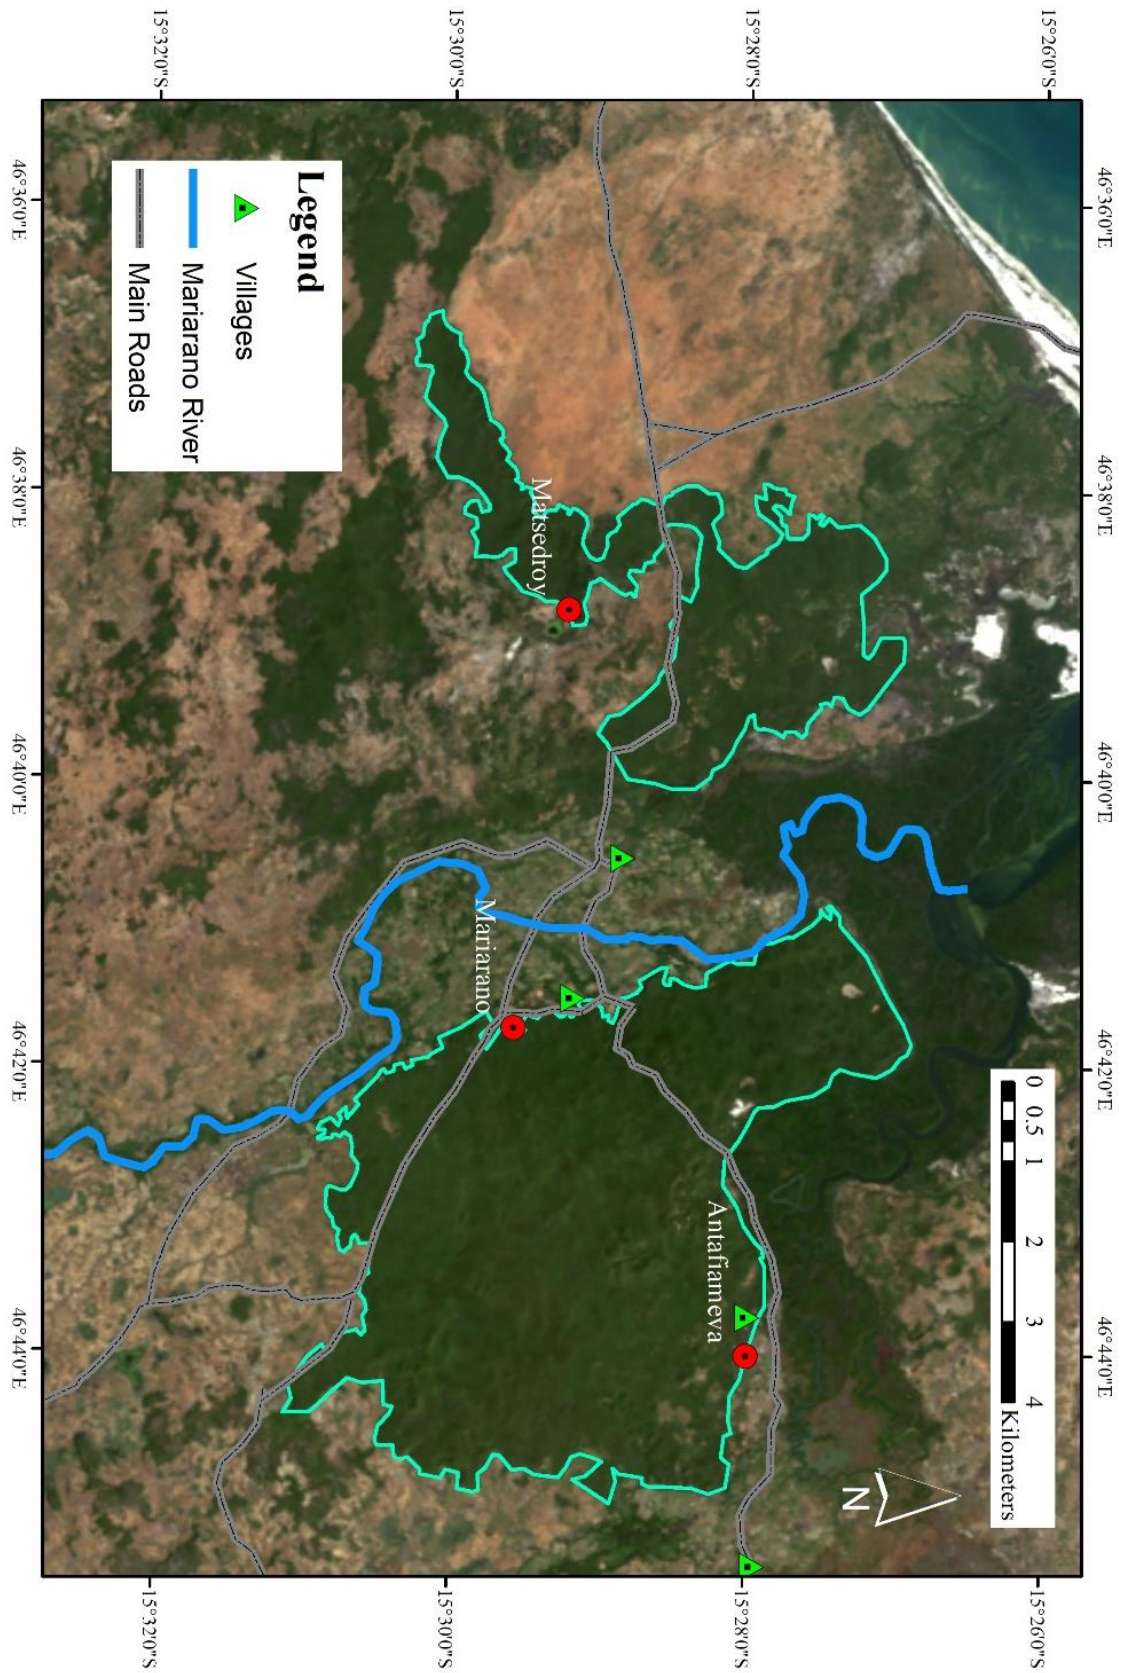 46°36'0"E 46°38'0"E 46°40'0"E 46°42'0"E 46°44'0"E
15°26'0"S 15°26'0"S
0 0.5 1 2 3 4
Kilometers
N
15°28'0"S 15°28'0"S
Antafiameva
Matsedroy
Mariarano
15°30'0"S 15°30'0"S
Legend
Villages
Mariarano River
Main Roads
15°32'0"S 15°32'0"S
46°36'0"E 46°38'0"E 46°40'0"E 46°42'0"E 46°44'0"E